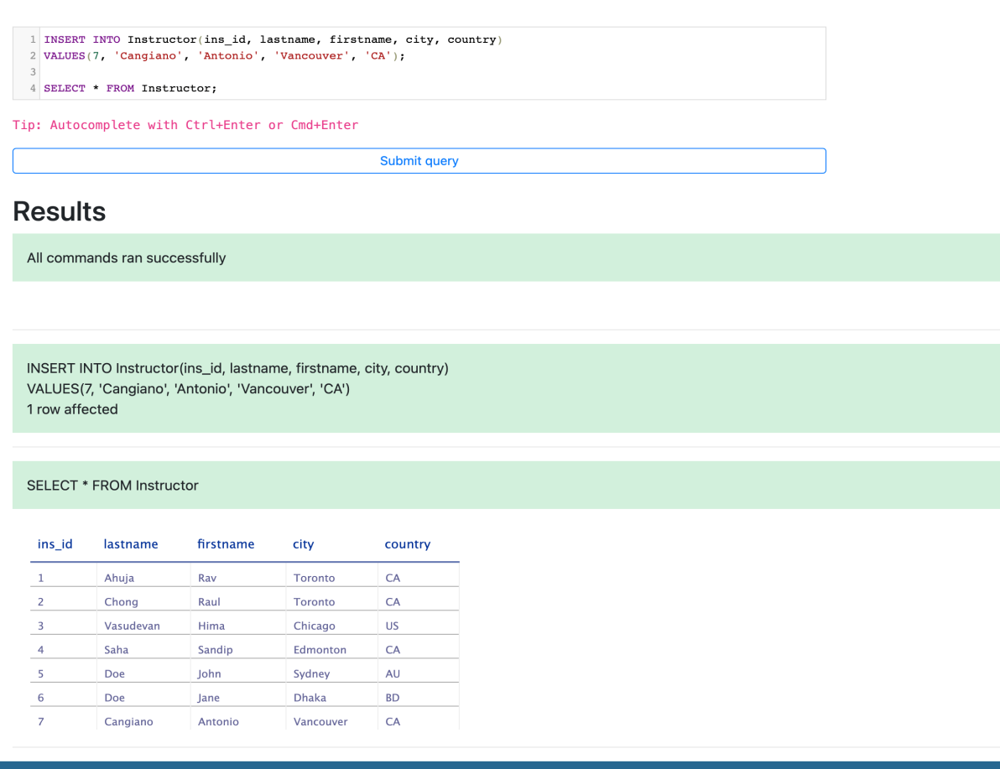 1 INSERT INTO Instructor(ins_id, lastname, firstname, city, country)
2 VALUES(7, 'Cangiano', 'Antonio', 'Vancouver', 'CA');
3
4 SELECT * FROM Instructor;
Tip: Autocomplete with Ctrl+Enter or Cmd+Enter
Submit query
Results
All commands ran successfully
INSERT INTO Instructor(ins_id, lastname, firstname, city, country)
VALUES(7, 'Cangiano', 'Antonio', 'Vancouver', 'CA')
1 row affected
SELECT * FROM Instructor
ins_id lastname firstname city country
1 Ahuja Rav Toronto CA
2 Chong Raul Toronto CA
3 Vasudevan Hima Chicago US
4 Saha Sandip Edmonton CA
5 Doe John Sydney AU
6 Doe Jane Dhaka BD
7 Cangiano Antonio Vancouver CA